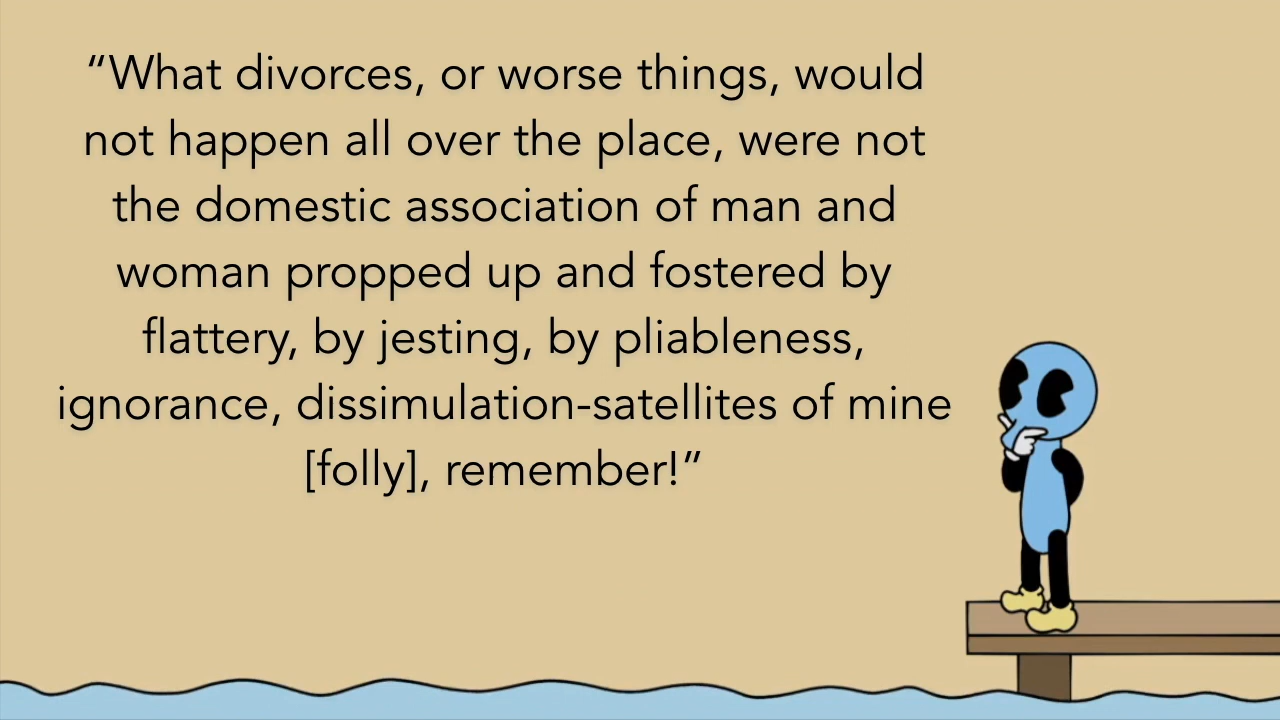 “What divorces, or worse things, would
not happen all over the place, were not
the domestic association of man and
woman propped up and fostered by
flattery, by jesting, by pliableness,
ignorance, dissimulation-satellites of mine
[folly], remember!”